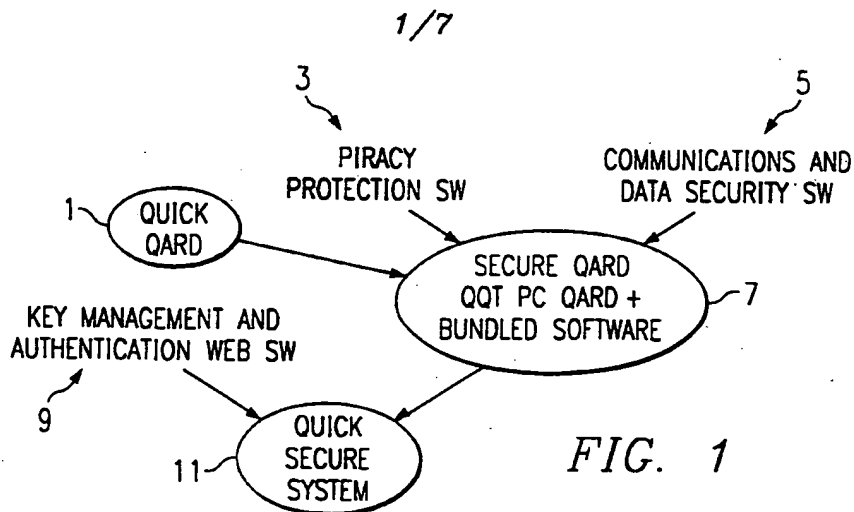 1/7
3
5
PIRACY
PROTECTION SW
COMMUNICATIONS AND
DATA SECURITY SW
1
QUICK
QARD
SECURE QARD
QQT PC QARD +
BUNDLED SOFTWARE
7
KEY MANAGEMENT AND
AUTHENTICATION WEB SW
9
QUICK
SECURE
SYSTEM
11
FIG. 1